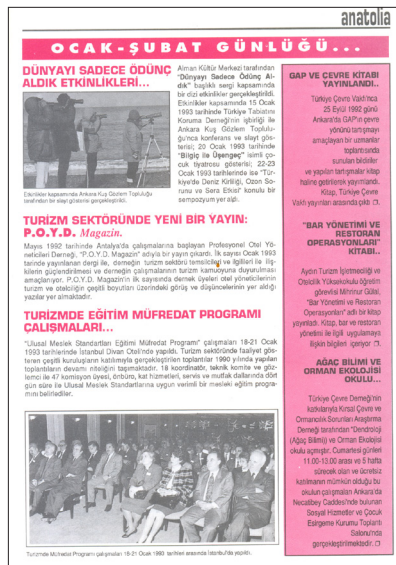 anatolia
OCAK-ŞUBAT GÜNLÜĞÜ...
DÜNYAYI SADECE ÖDÜNÇ
ALDIK ETKİNLİKLERİ...
Etkinlikler kapsamında Ankara Kuş Gözlem Topluluğu
tarafından bir slayt gösterisi gerçekleştirildi.
Alman Kültür Merkezi tarafından
"Dünyayı Sadece Ödünç Al-
dık" başlıklı sergi kapsamında
bir dizi etkinlikler gerçekleştirildi.
Etkinlikler kapsamında 15 Ocak
1993 tarihinde Türkiye Tabiatını
Koruma Derneği'nin işbirliği ile
Ankara Kuş Gözlem Toplulu-
ğu'nca konferans ve slayt gös-
terisi; 20 Ocak 1993 tarihinde
"Bilgiç ile Üşengeç" isimli ço-
cuk tiyatrosu gösterisi; 22-23
Ocak 1993 tarihlerinde ise "Tür-
kiye'de Deniz Kirliliği, Ozon So-
runu ve Sera Etkisi" konulu bir
sempozyum yer aldı.
TURİZM SEKTÖRÜNDE YENİ BİR YAYIN:
P.O.Y.D. Magazin.
Mayıs 1992 tarihinde Antalya'da çalışmalarına başlayan Profesyonel Otel Yö-
neticileri Derneği, "P.O.Y.D. Magazin" adıyla bir yayın çıkardı. İlk sayısı Ocak 1993
tarinde yayınlanan dergi ile, derneğin turizm sektörü temsilcileri ve ilgilileri ile iliş-
kilerin güçlendirilmesi ve derneğin çalışmalarının turizm kamuoyuna duyurulması
amaçlanıyor. P.O.Y.D. Magazin'in ilk sayısında dernek üyeleri otel yöneticilerinin
turizm ve otelciliğin çeşitli boyutları üzerindeki görüş ve düşüncelerinin yer aldığı
yazılar yer almaktadır.
TURİZMDE EĞİTİM MÜFREDAT PROGRAMI
ÇALIŞMALARI...
"Ulusal Meslek Standartları Eğitimi Müfredat Programı" çalışmaları 18-21 Ocak
1993 tarihlerinde İstanbul Divan Oteli'nde yapıldı. Turizm sektöründe faaliyet gös-
teren çeşitli kuruluşların katılımıyla gerçekleştirilen toplantılar 1990 yılında yapılan
toplantıların devamı niteliğini taşımaktadır. 18 koordinatör, teknik komite ve göz-
lemci ile 47 komisyon üyesi, önbüro, kat hizmetleri, servis ve mutfak dallarında dört
gün süre ile Ulusal Meslek Standartlarına uygun verimli bir mesleki eğitim progra-
mını belirlediler.
Turizmde Müfredat Programı çalışmaları 18-21 Ocak 1993 tarihleri arasında İstanbul'da yapıldı.
GAP VE ÇEVRE KİTABI
YAYINLANDI..
Türkiye Çevre Vakfı'nca
25 Eylül 1992 günü
Ankara'da GAP'ın çevre
yönünü tartışmayı
amaçlayan bir uzmanlar
toplantısında
sunulan bildiriler
ve yapılan tartışmalar kitap
haline getirilerek yayımlandı.
Kitap, Türkiye Çevre
Vakfı yayınları arasında çıktı ❒
"BAR YÖNETİMİ VE
RESTORAN
OPERASYONLARI"
KİTABI..
Aydın Turizm İşletmeciliği ve
Otelcilik Yüksekokulu öğretim
görevlisi Mihrinur Gülal,
"Bar Yönetimi ve Restoran
Operasyonları" adlı bir kitap
yayınladı. Kitap, bar ve restoran
yönetimi ile ilgili uygulamaya
ilişkin bilgileri içeriyor ❒
AĞAÇ BİLİMİ VE
ORMAN EKOLOJİSİ
OKULU...
Türkiye Çevre Derneği'nin
katkılarıyla Kırsal Çevre ve
Ormancılık Sorunları Araştırma
Derneği tarafından "Dendroloji
(Ağaç Bilimi)) ve Orman Ekolojisi
okulu açmıştır. Cumartesi günleri
11.00-13.00 arası ve 5 hafta
sürecek olan ve ücretsiz
katılmanın mümkün olduğu bu
okulun çalışmaları Ankara'da
Necatibey Caddesi'nde bulunan
Sosyal Hizmetler ve Çocuk
Esirgeme Kurumu Toplantı
Salonu'nda
gerçekleştirilmektedir. ❒